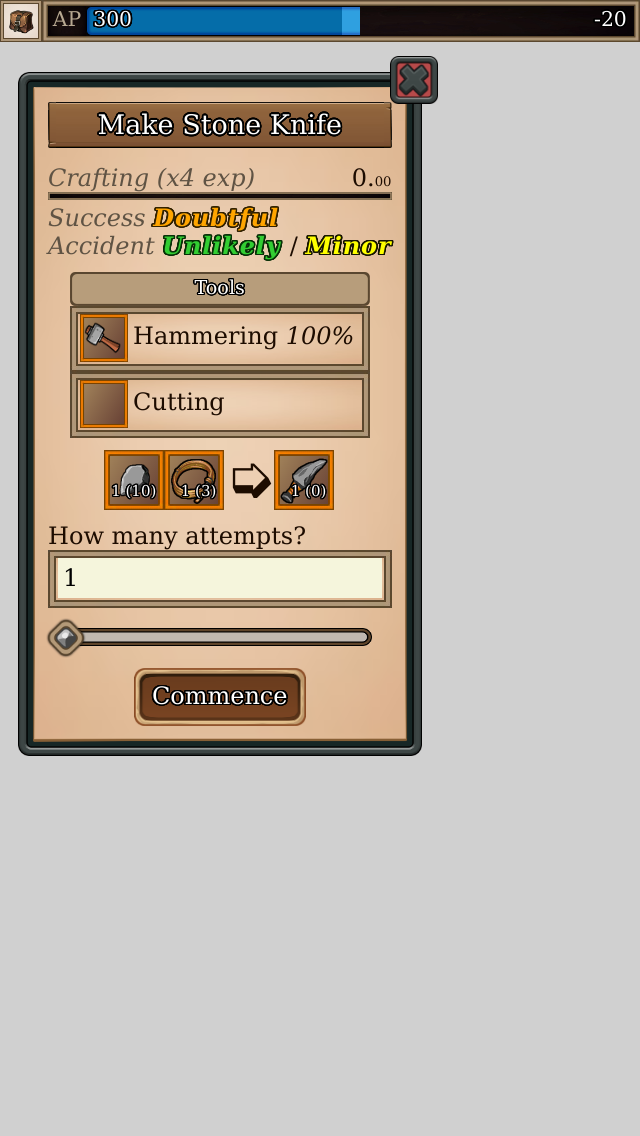 AP 300 -20
Make Stone Knife
Crafting (x4 exp) 0.00
Success Doubtful
Accident Unlikely / Minor
Tools
Hammering 100%
Cutting
1 (10) 1 (3) 1 (0)
How many attempts?
1
Commence